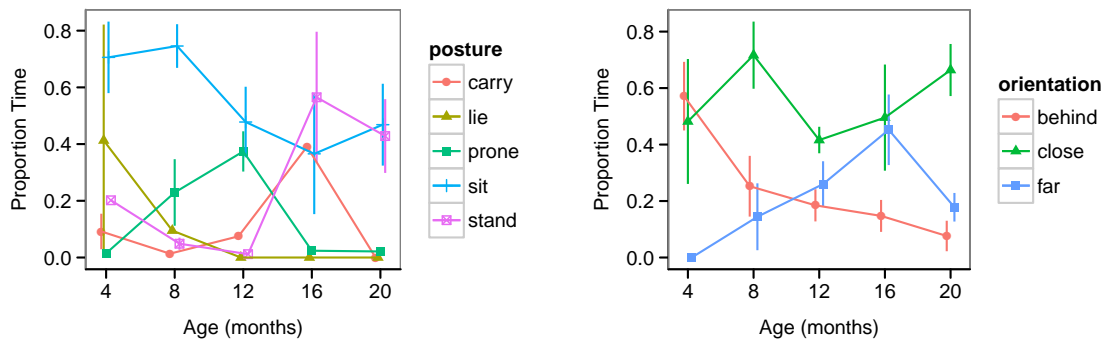 0.8
0.6
0.4
0.2
0.0
Proportion Time
4 8 12 16 20
Age (months)
posture
carry
lie
prone
sit
stand
0.8
0.6
0.4
0.2
0.0
Proportion Time
4 8 12 16 20
Age (months)
orientation
behind
close
far